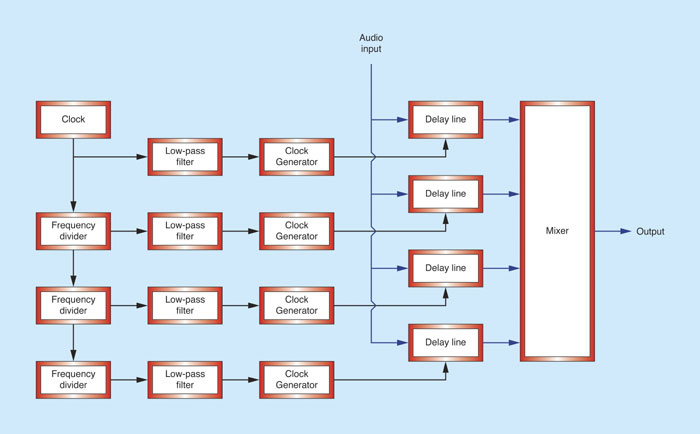 Audio
input
Clock
Delay line
Low-pass
filter
Clock
Generator
Delay line
Frequency
divider
Low-pass
filter
Clock
Generator
Mixer
Output
Delay line
Frequency
divider
Low-pass
filter
Clock
Generator
Delay line
Frequency
divider
Low-pass
filter
Clock
Generator